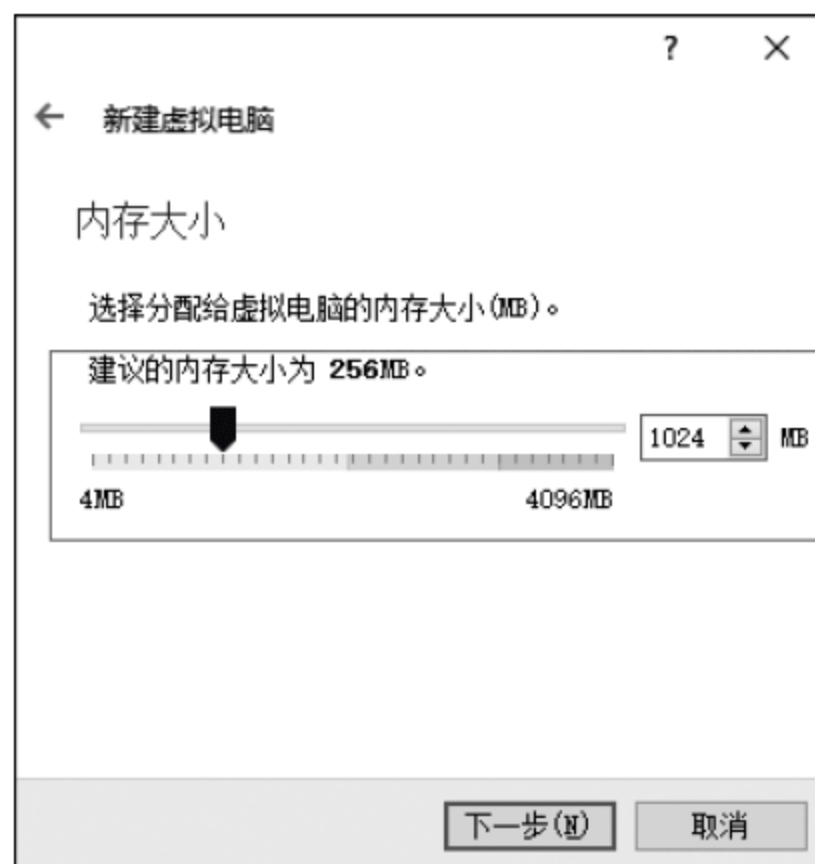 ?
新建虚拟电脑
内存大小
选择分配给虚拟电脑的内存大小(MB)。
建议的内存大小为 256MB。
1024 MB
4MB 4096MB
下一步(N) 取消